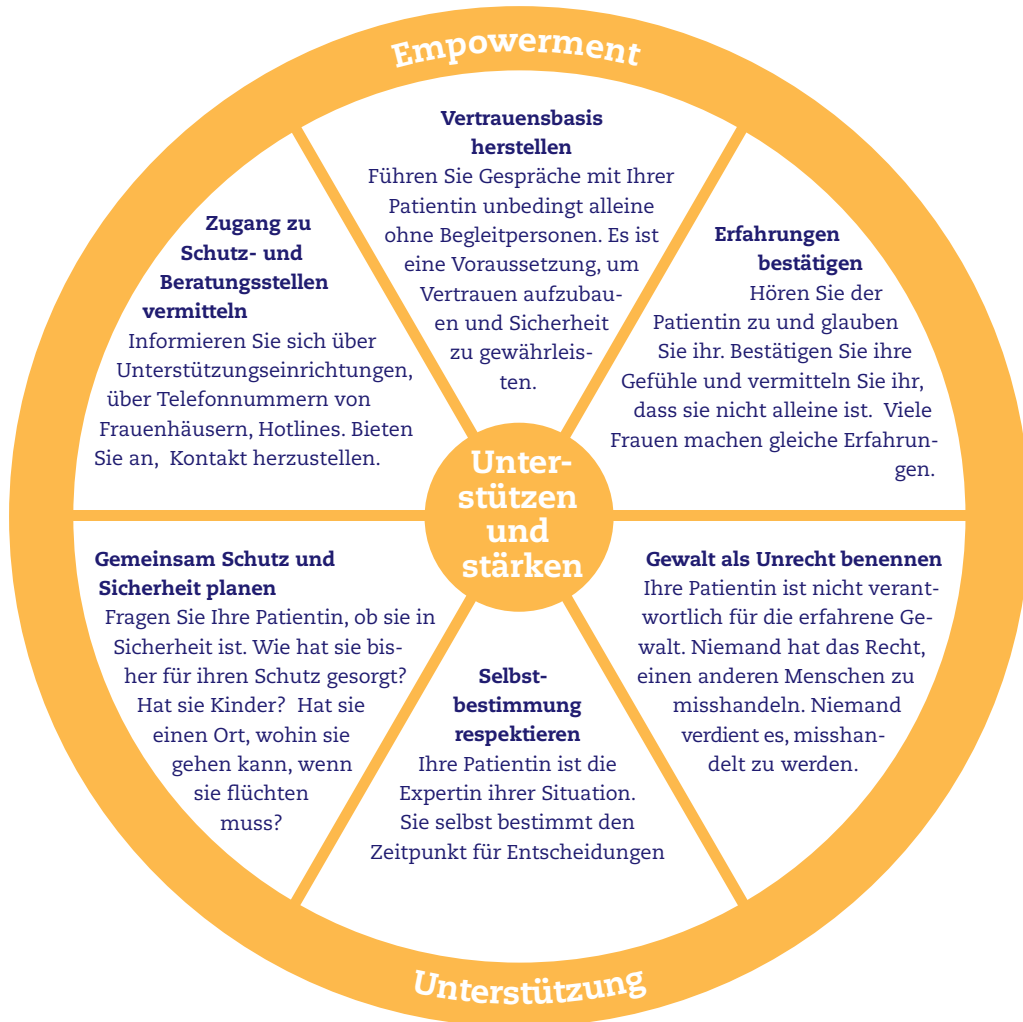 Empowerment
Vertrauensbasis
herstellen
Führen Sie Gespräche mit Ihrer
Patientin unbedingt alleine
ohne Begleitpersonen. Es ist
eine Voraussetzung, um
Vertrauen aufzubau-
en und Sicherheit
zu gewährleis-
ten.
Erfahrungen
bestätigen
Hören Sie der
Patientin zu und glauben
Sie ihr. Bestätigen Sie ihre
Gefühle und vermitteln Sie ihr,
dass sie nicht alleine ist. Viele
Frauen machen gleiche Erfahrun-
gen.
Gewalt als Unrecht benennen
Ihre Patientin ist nicht verant-
wortlich für die erfahrene Ge-
walt. Niemand hat das Recht,
einen anderen Menschen zu
misshandeln. Niemand
verdient es, misshan-
delt zu werden.
Selbst-
bestimmung
respektieren
Ihre Patientin ist die
Expertin ihrer Situation.
Sie selbst bestimmt den
Zeitpunkt für Entscheidungen
Gemeinsam Schutz und
Sicherheit planen
Fragen Sie Ihre Patientin, ob sie in
Sicherheit ist. Wie hat sie bis-
her für ihren Schutz gesorgt?
Hat sie Kinder? Hat sie
einen Ort, wohin sie
gehen kann, wenn
sie flüchten
muss?
Zugang zu
Schutz- und
Beratungsstellen
vermitteln
Informieren Sie sich über
Unterstützungseinrichtungen,
über Telefonnummern von
Frauenhäusern, Hotlines. Bieten
Sie an, Kontakt herzustellen.
Unter-
stützen
und
stärken
Unterstützung